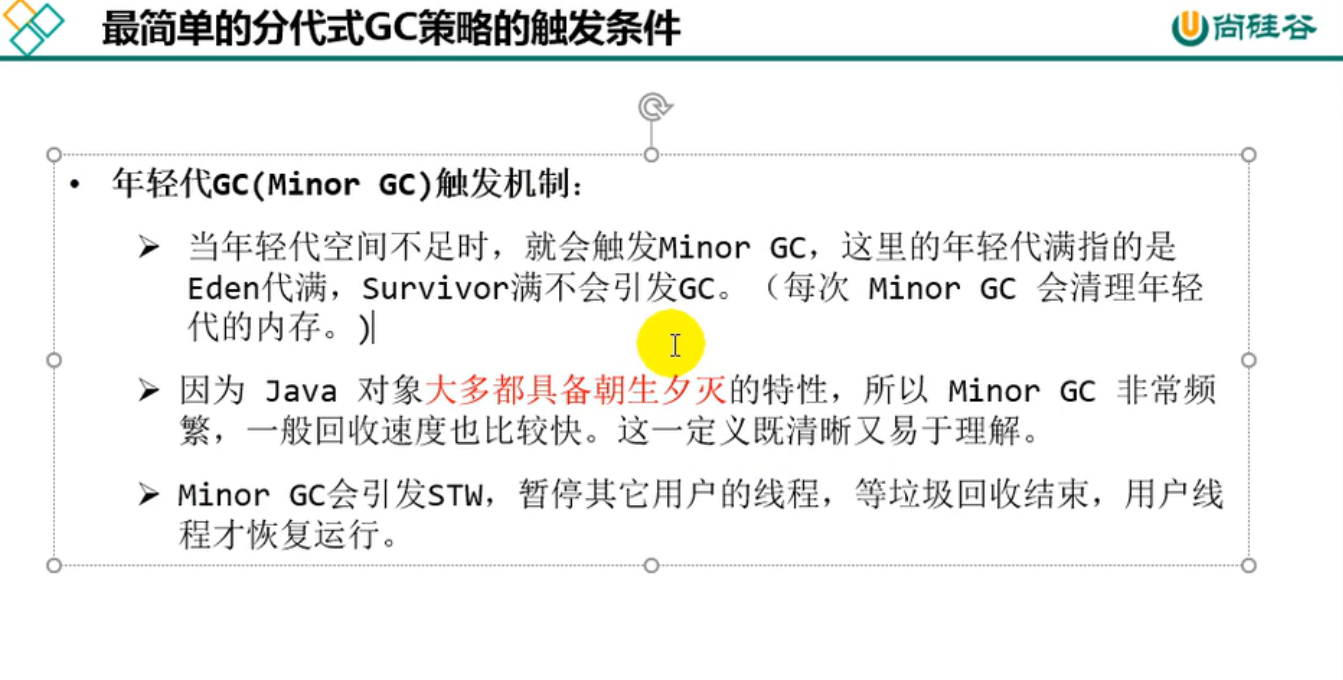 最简单的分代式GC策略的触发条件
尚硅谷
• 年轻代GC(Minor GC)触发机制：
➢ 当年轻代空间不足时，就会触发Minor GC，这里的年轻代满指的是
Eden代满，Survivor满不会引发GC。（每次 Minor GC 会清理年轻
代的内存。)
➢ 因为 Java 对象大多都具备朝生夕灭的特性，所以 Minor GC 非常频
繁，一般回收速度也比较快。这一定义既清晰又易于理解。
➢ Minor GC会引发STW，暂停其它用户的线程，等垃圾回收结束，用户线
程才恢复运行。